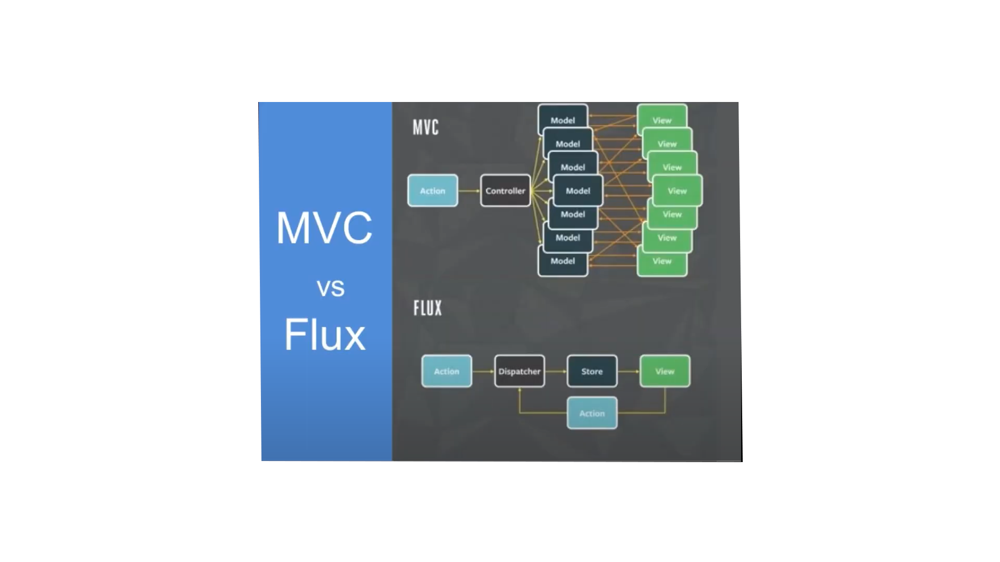 MVC
vs
Flux
MVC
Action
Controller
Model
Model
Model
Model
Model
Model
Model
View
View
View
View
View
View
View
FLUX
Action
Dispatcher
Store
View
Action